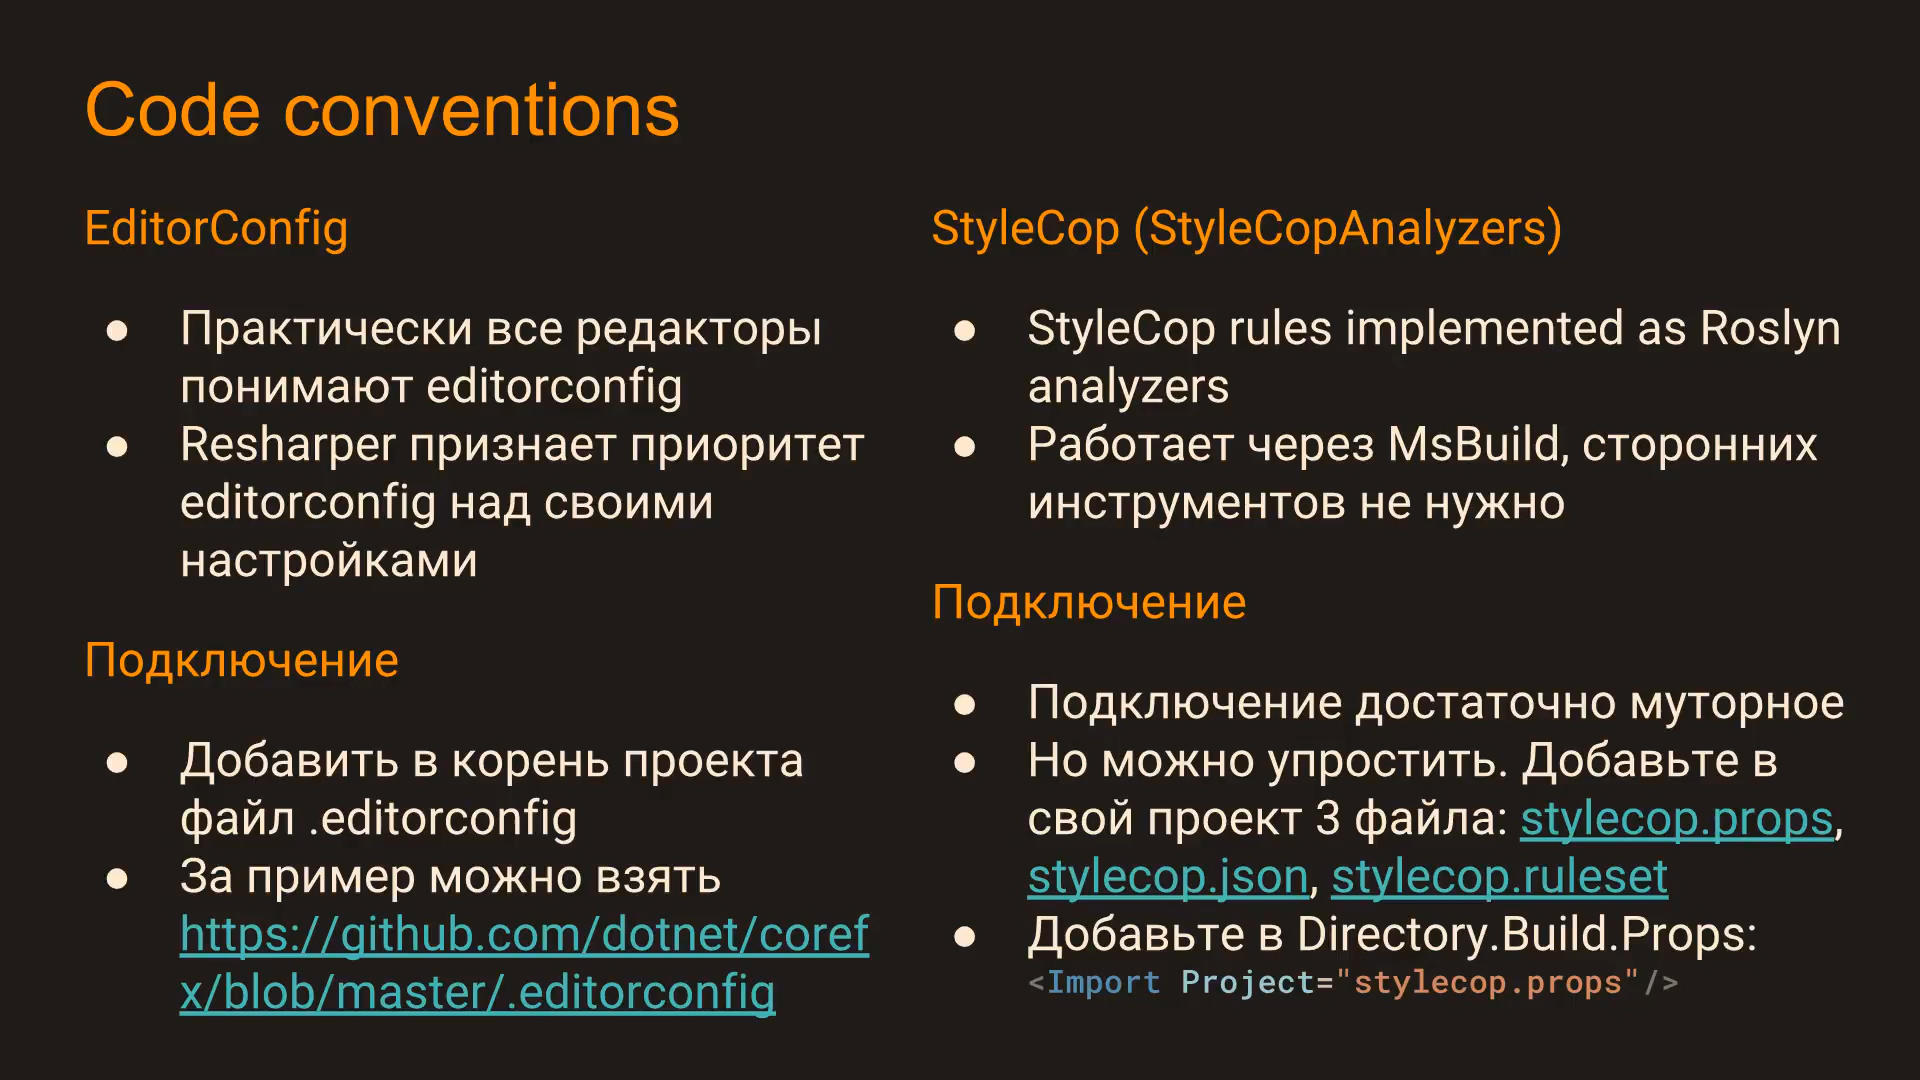 Code conventions
EditorConfig
● Практически все редакторы
понимают editorconfig
● Resharper признает приоритет
editorconfig над своими
настройками
Подключение
● Добавить в корень проекта
файл .editorconfig
● За пример можно взять
https://github.com/dotnet/coref
x/blob/master/.editorconfig
StyleCop (StyleCopAnalyzers)
● StyleCop rules implemented as Roslyn
analyzers
● Работает через MsBuild, сторонних
инструментов не нужно
Подключение
● Подключение достаточно муторное
● Но можно упростить. Добавьте в
свой проект 3 файла: stylecop.props,
stylecop.json, stylecop.ruleset
● Добавьте в Directory.Build.Props:
<Import Project="stylecop.props"/>